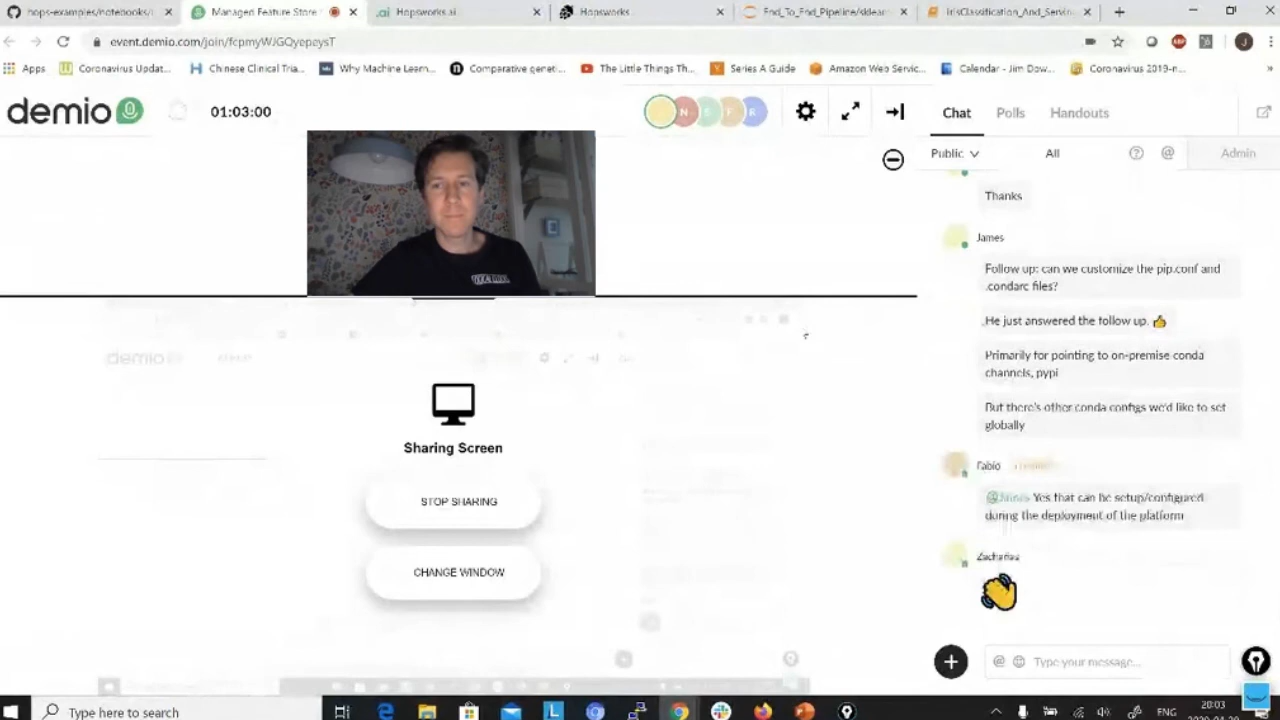 hops-examples/notebooks/
Managed Feature Store
Hopsworks.ai
Hopsworks
End_To_End_Pipeline/sklear
IrisClassification_And_Servin
event.demio.com/join/fcpmyWJGQyepeysT
Apps
Coronavirus Updat...
Chinese Clinical Tria...
Why Machine Learn...
Comparative geneti...
The Little Things Th...
Series A Guide
Amazon Web Servic...
Calendar - Jim Dow...
Coronavirus 2019-n...
demio
01:03:00
N S F R
Chat Polls Handouts
Public All Admin
Thanks
James
Follow up: can we customize the pip.conf and
.condarc files?
He just answered the follow up. 👍
Primarily for pointing to on-premise conda
channels, pypi
But there's other conda configs we'd like to set
globally
Fabio
@James Yes that can be setup/configured
during the deployment of the platform
Zacharias
👋
demio
Sharing Screen
STOP SHARING
CHANGE WINDOW
Type your message...
Type here to search
ENG
20:03